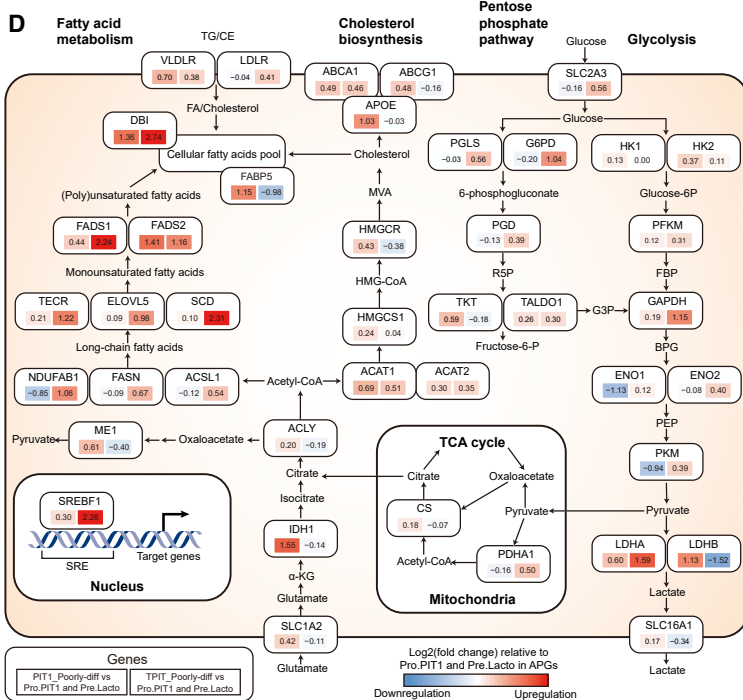 D
Fatty acid
metabolism
TG/CE
Cholesterol
biosynthesis
Pentose
phosphate
pathway
Glycolysis
Glucose
VLDLR
0.70 0.38
LDLR
−0.04 0.41
FA/Cholesterol
DBI
1.36 2.74
Cellular fatty acids pool
FABP5
1.15 −0.98
(Poly)unsaturated fatty acids
FADS1
0.44 2.24
FADS2
1.41 1.16
Monounsaturated fatty acids
TECR
0.21 1.22
ELOVL5
0.09 0.98
SCD
0.10 2.31
Long-chain fatty acids
NDUFAB1
−0.85 1.06
FASN
−0.09 0.67
ACSL1
−0.12 0.54
Acetyl-CoA
ABCA1
0.49 0.46
ABCG1
0.48 −0.16
APOE
1.03 −0.03
Cholesterol
MVA
HMGCR
0.43 −0.38
HMG-CoA
HMGCS1
0.24 0.04
ACAT1
0.69 0.51
ACAT2
0.30 0.35
SLC2A3
−0.16 0.56
Glucose
PGLS
−0.03 0.56
G6PD
−0.20 1.04
6-phosphogluconate
PGD
−0.13 0.39
R5P
TKT
0.59 −0.18
TALDO1
0.26 0.30
G3P
Fructose-6-P
HK1
0.13 0.00
HK2
0.37 0.11
Glucose-6P
PFKM
0.12 0.31
FBP
GAPDH
0.19 1.15
BPG
ENO1
−1.13 0.12
ENO2
−0.08 0.40
PEP
PKM
−0.94 0.39
Pyruvate
LDHA
0.60 1.59
LDHB
1.13 −1.52
Lactate
SLC16A1
0.17 −0.34
Lactate
Pyruvate
ME1
0.61 −0.40
Oxaloacetate
ACLY
0.20 −0.19
Citrate
Isocitrate
IDH1
1.55 −0.14
α-KG
Glutamate
SLC1A2
0.42 −0.11
Glutamate
SREBF1
0.30 2.28
Target genes
SRE
Nucleus
TCA cycle
Citrate
Oxaloacetate
CS
0.18 −0.07
Pyruvate
Acetyl-CoA
PDHA1
−0.16 0.50
Mitochondria
Genes
PIT1_Poorly-diff vs
Pro.PIT1 and Pre.Lacto
TPIT_Poorly-diff vs
Pro.PIT1 and Pre.Lacto
Log2(fold change) relative to
Pro.PIT1 and Pre.Lacto in APGs
Downregulation
Upregulation